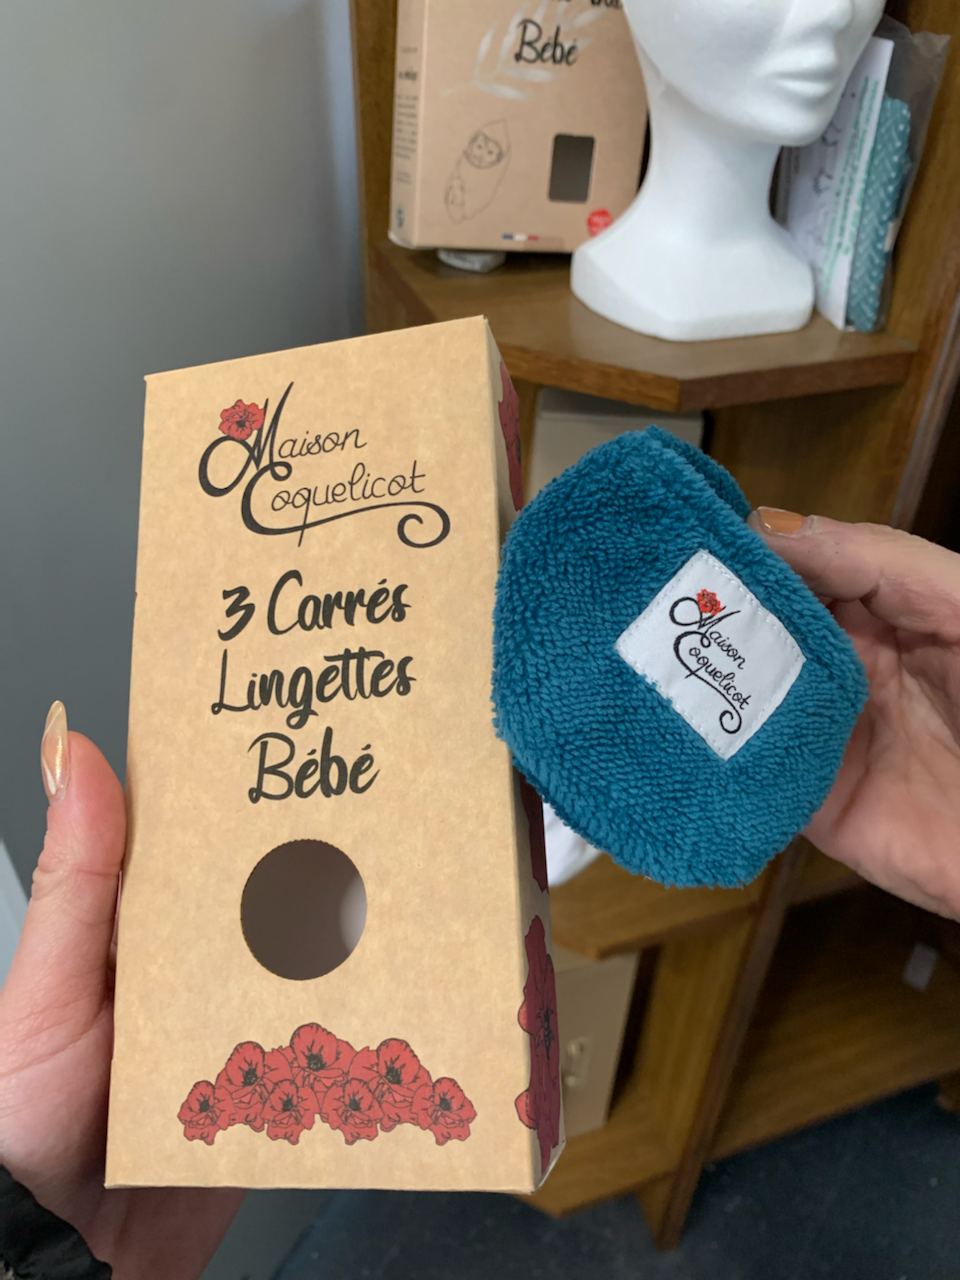 Bébé
Maison
Coquelicot
3 Carrés
Lingettes
Bébé
Maison
Coquelicot